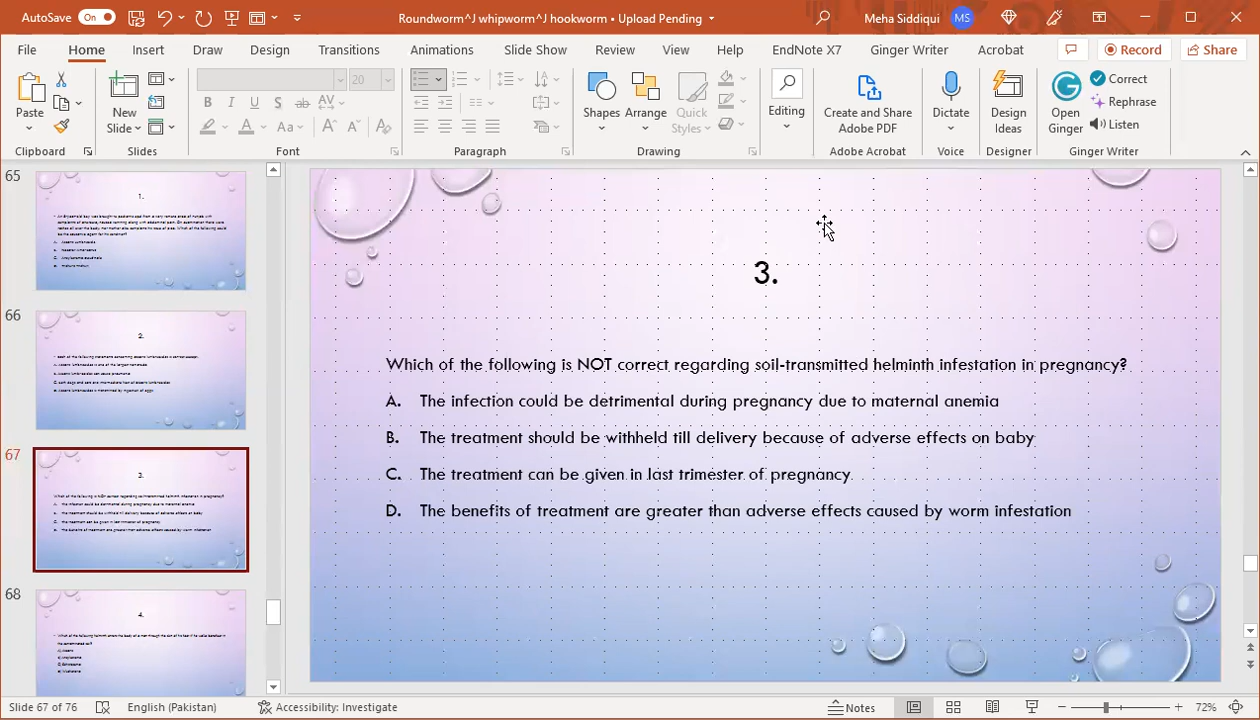 AutoSave On Roundworm^J whipworm^J hookworm • Upload Pending Meha Siddiqui MS
File Home Insert Draw Design Transitions Animations Slide Show Review View Help EndNote X7 Ginger Writer Acrobat Record Share
Paste New Slide 20 Shapes Arrange Quick Styles Editing Create and Share Adobe PDF Dictate Design Ideas Open Ginger Correct Rephrase Listen
Clipboard Slides Font Paragraph Drawing Adobe Acrobat Voice Designer Ginger Writer
65
1.
66
2.
67
3.
68
4.
3.
Which of the following is NOT correct regarding soil-transmitted helminth infestation in pregnancy?
A. The infection could be detrimental during pregnancy due to maternal anemia
B. The treatment should be withheld till delivery because of adverse effects on baby
C. The treatment can be given in last trimester of pregnancy
D. The benefits of treatment are greater than adverse effects caused by worm infestation
Slide 67 of 76 English (Pakistan) Accessibility: Investigate Notes 72%